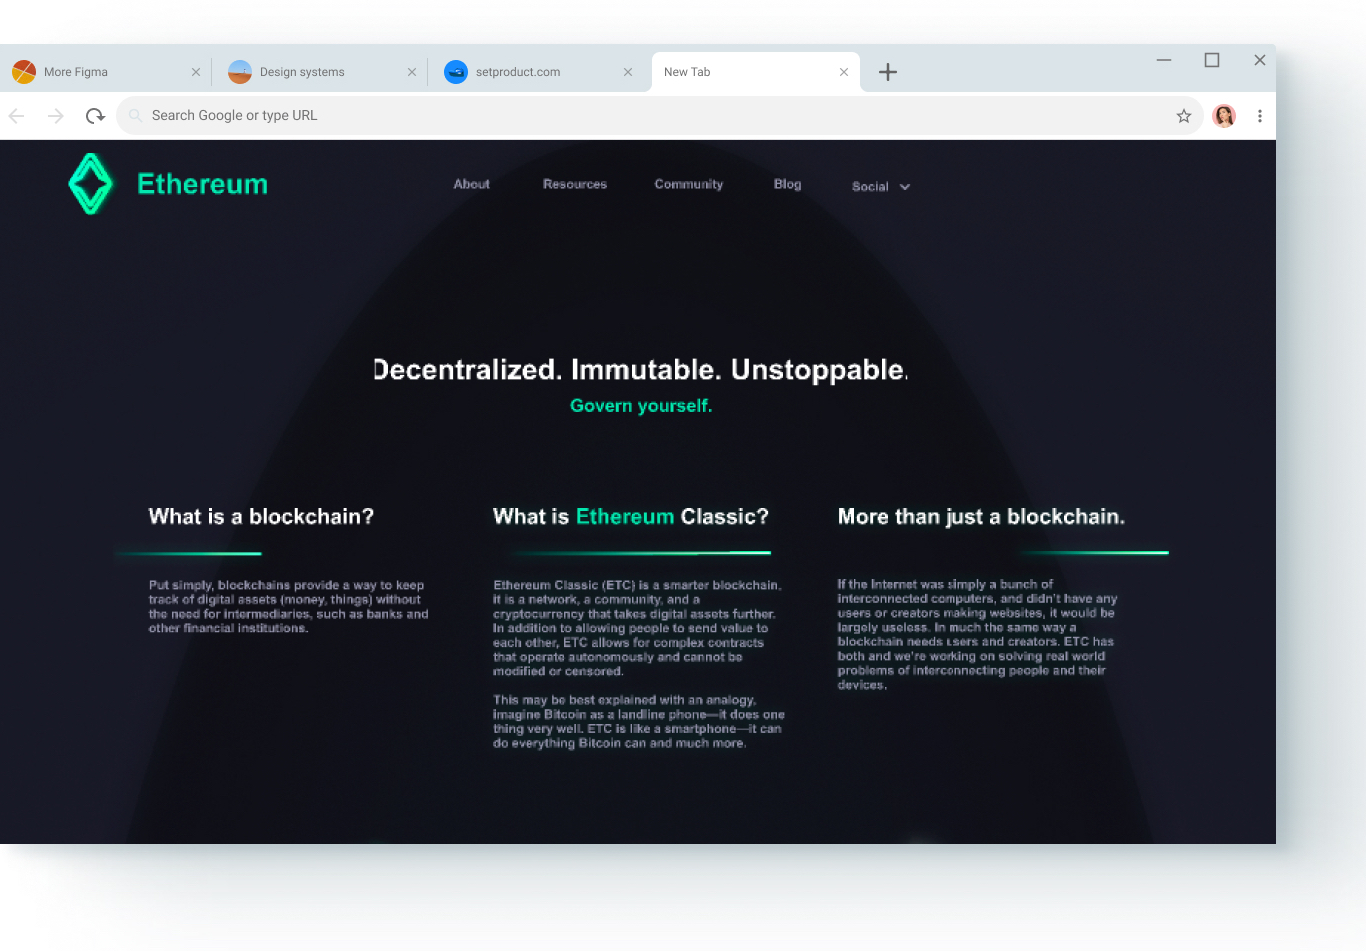 More Figma
Design systems
setproduct.com
New Tab
Search Google or type URL
Ethereum
About
Resources
Community
Blog
Social
Decentralized. Immutable. Unstoppable.
Govern yourself.
What is a blockchain?
Put simply, blockchains provide a way to keep
track of digital assets (money, things) without
the need for intermediaries, such as banks and
other financial institutions.
What is Ethereum Classic?
Ethereum Classic (ETC) is a smarter blockchain,
it is a network, a community, and a
cryptocurrency that takes digital assets further.
In addition to allowing people to send value to
each other, ETC allows for complex contracts
that operate autonomously and cannot be
modified or censored.
This may be best explained with an analogy,
imagine Bitcoin as a landline phone—it does one
thing very well. ETC is like a smartphone—it can
do everything Bitcoin can and much more.
More than just a blockchain.
If the Internet was simply a bunch of
interconnected computers, and didn't have any
users or creators making websites, it would be
largely useless. In much the same way a
blockchain needs users and creators. ETC has
both and we're working on solving real world
problems of interconnecting people and their
devices.